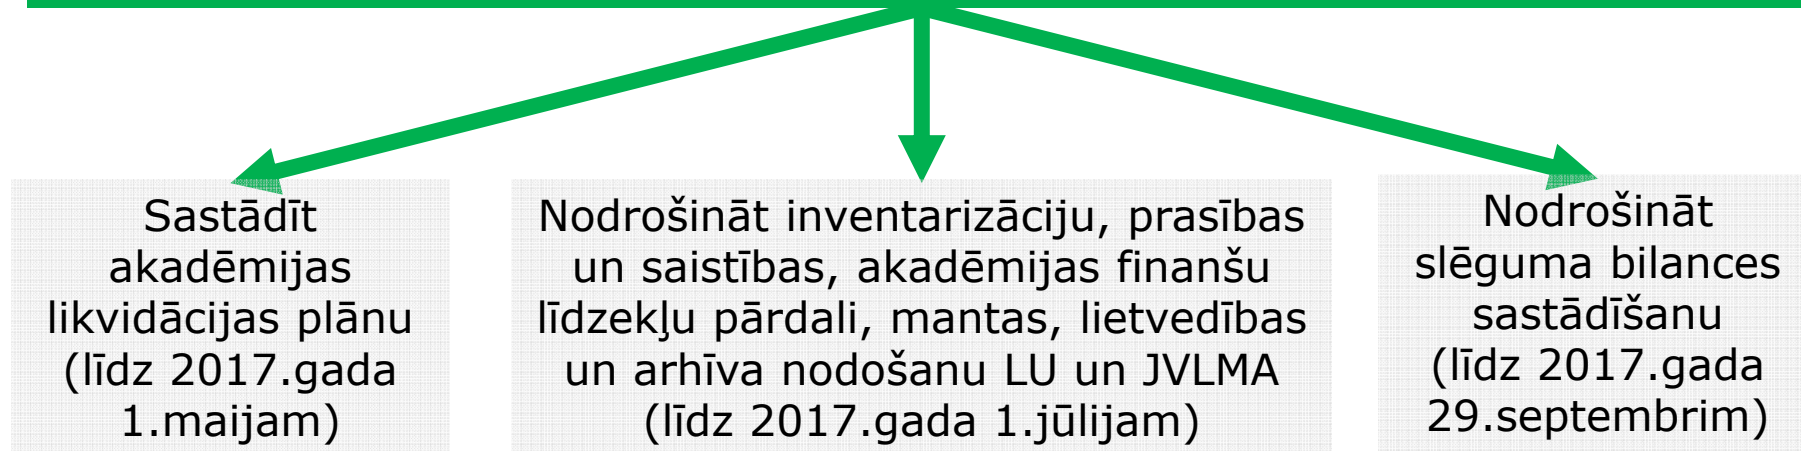 Sastādīt
akadēmijas
likvidācijas plānu
(līdz 2017.gada
1.maijam)
Nodrošināt inventarizāciju, prasības
un saistības, akadēmijas finanšu
līdzekļu pārdali, mantas, lietvedības
un arhīva nodošanu LU un JVLMA
(līdz 2017.gada 1.jūlijam)
Nodrošināt
slēguma bilances
sastādīšanu
(līdz 2017.gada
29.septembrim)